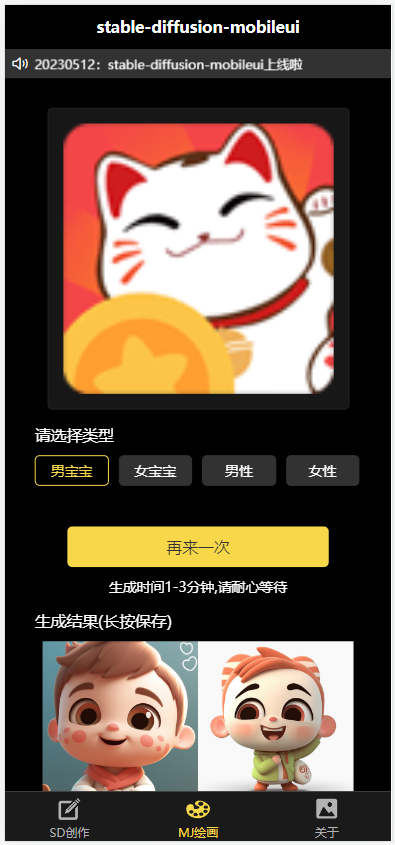 stable-diffusion-mobileui
20230512：stable-diffusion-mobileui上线啦
请选择类型
男宝宝 女宝宝 男性 女性
再来一次
生成时间1-3分钟,请耐心等待
生成结果(长按保存)
SD创作 MJ绘画 关于